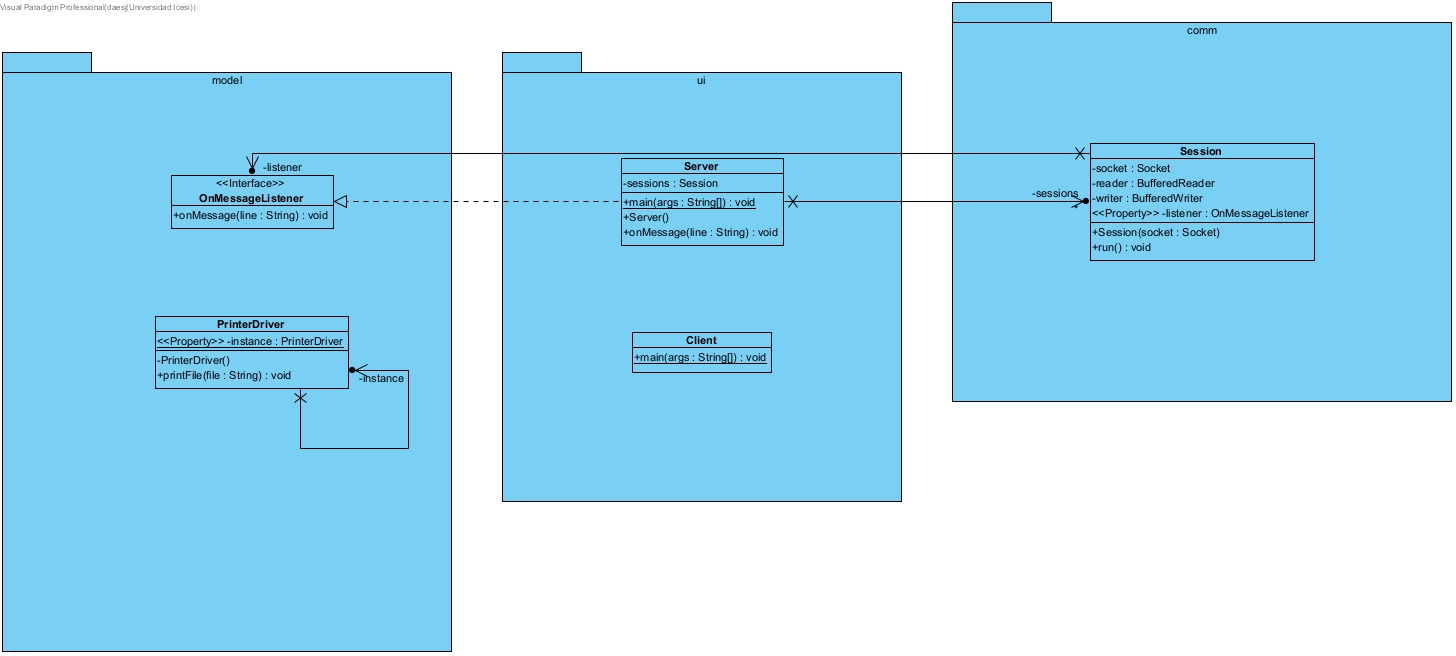 Visual Paradigm Professional(daesj(Universidad Icesi))
model
-listener
<<Interface>>
OnMessageListener
+onMessage(line : String) : void
PrinterDriver
<<Property>> -instance : PrinterDriver
-PrinterDriver()
+printFile(file : String) : void
-instance
ui
Server
-sessions : Session
+main(args : String[]) : void
+Server()
+onMessage(line : String) : void
Client
+main(args : String[]) : void
comm
-sessions
*
Session
-socket : Socket
-reader : BufferedReader
-writer : BufferedWriter
<<Property>> -listener : OnMessageListener
+Session(socket : Socket)
+run() : void